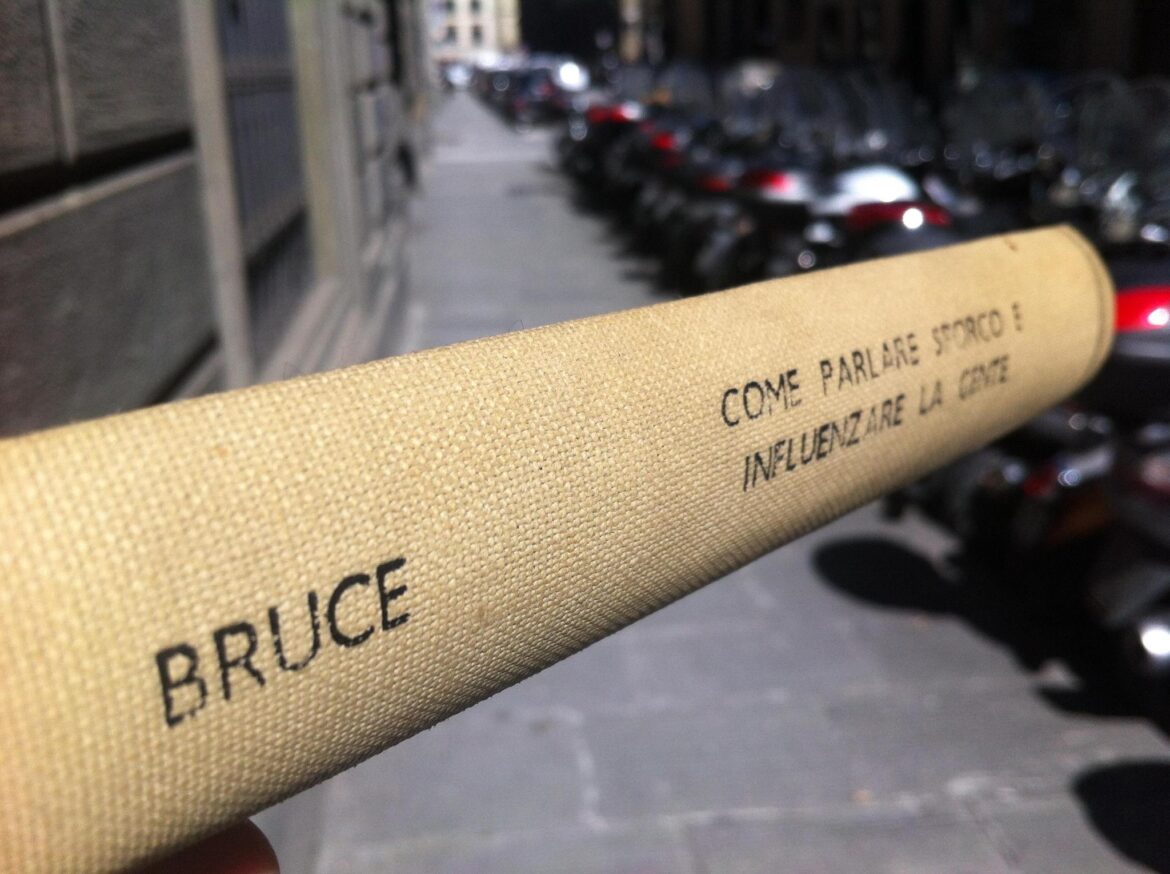 BRUCE
COME PARLARE SPORCO E
INFLUENZARE LA GENTE